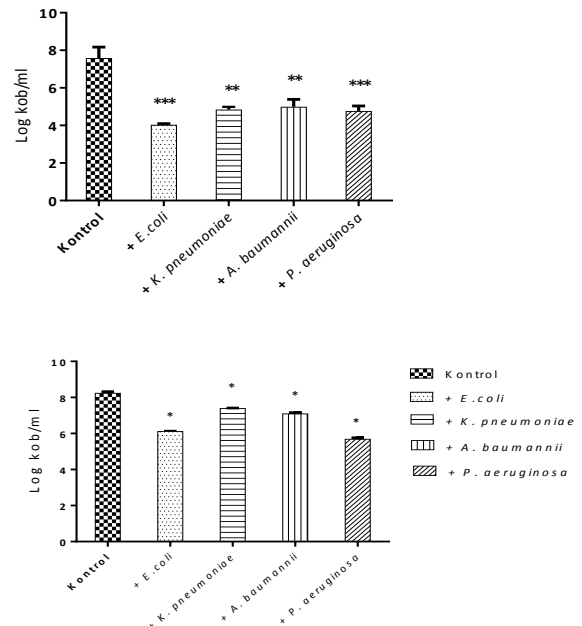 10
8
6
4
2
0
Log kob/ml
***
**
**
***
Kontrol
+ E.coli
+ K. pneumoniae
+ A. baumannii
+ P. aeruginosa
10
8
6
4
2
0
Log kob/ml
*
*
*
*
Kontrol
+ E.coli
+ K. pneumoniae
+ A. baumannii
+ P. aeruginosa
Kontrol
+ E.coli
+ K. pneumoniae
+ A. baumannii
+ P. aeruginosa